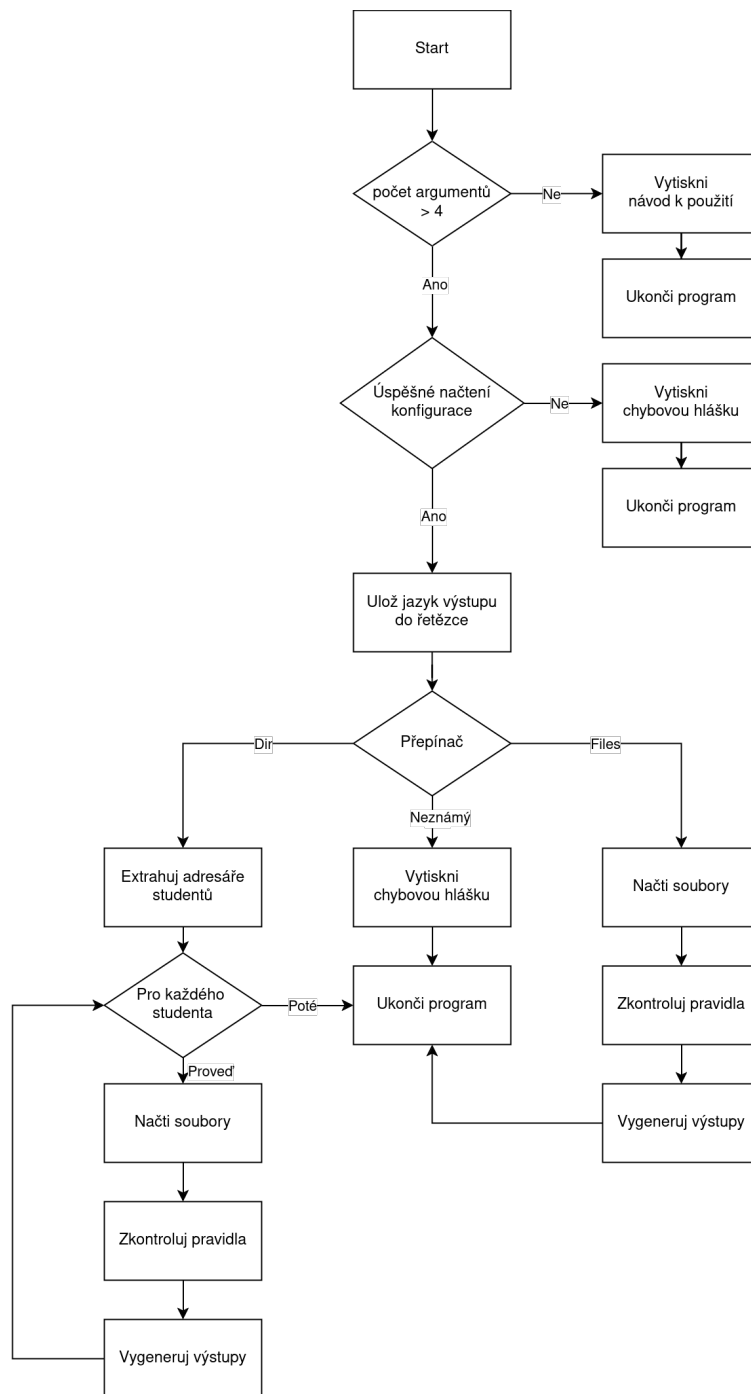 Start
počet argumentů
> 4
Ne
Vytiskni
návod k použití
Ukonči program
Ano
Úspěšné načtení
konfigurace
Ne
Vytiskni
chybovou hlášku
Ukonči program
Ano
Ulož jazyk výstupu
do řetězce
Přepínač
Dir
Files
Neznámý
Extrahuj adresáře
studentů
Vytiskni
chybovou hlášku
Načti soubory
Pro každého
studenta
Poté
Ukonči program
Zkontroluj pravidla
Proveď
Načti soubory
Vygeneruj výstupy
Zkontroluj pravidla
Vygeneruj výstupy